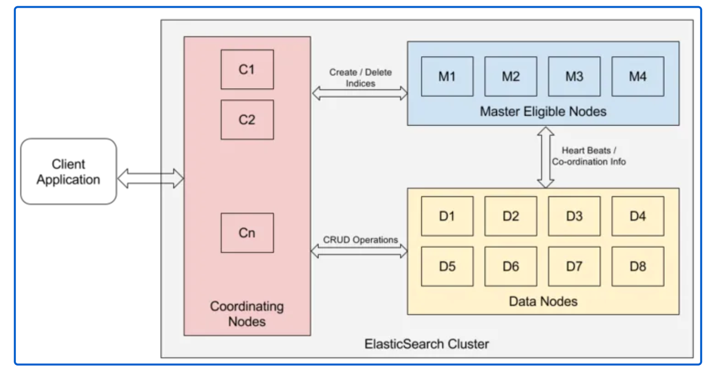 Client
Application
C1
C2
Cn
Coordinating
Nodes
Create / Delete
Indices
CRUD Operations
M1 M2 M3 M4
Master Eligible Nodes
Heart Beats /
Co-ordination Info
D1 D2 D3 D4
D5 D6 D7 D8
Data Nodes
ElasticSearch Cluster